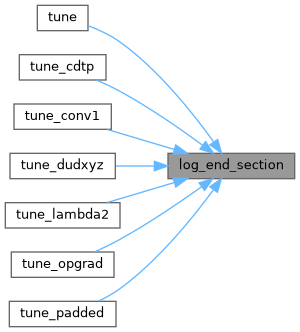 tune
tune_cdtp
tune_conv1
tune_dudxyz
log_end_section
tune_lambda2
tune_opgrad
tune_padded